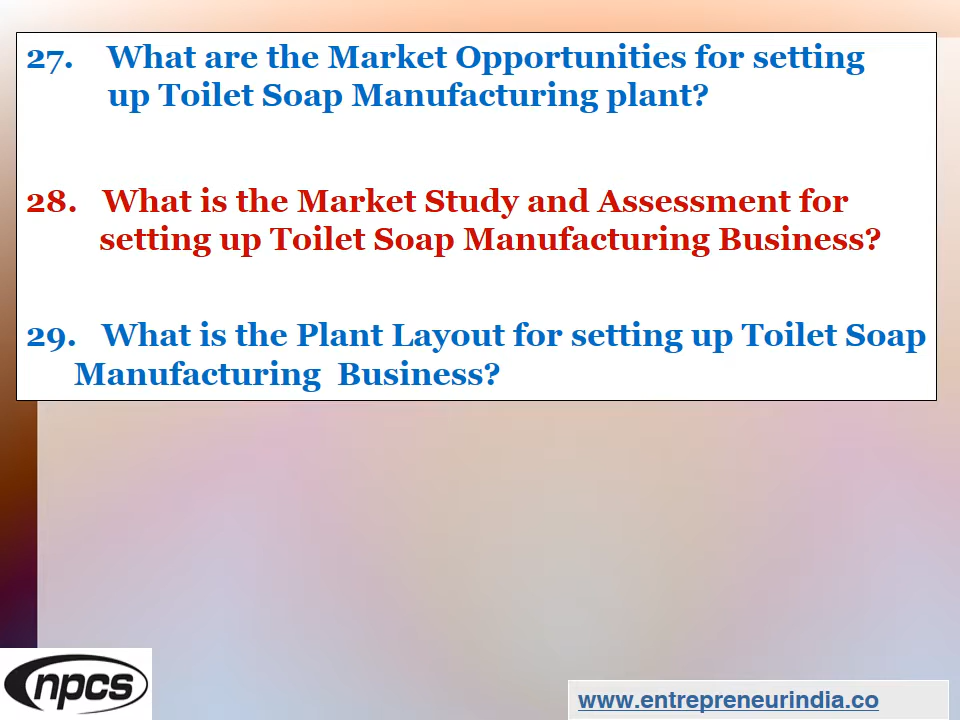 27. What are the Market Opportunities for setting
up Toilet Soap Manufacturing plant?
28. What is the Market Study and Assessment for
setting up Toilet Soap Manufacturing Business?
29. What is the Plant Layout for setting up Toilet Soap
Manufacturing Business?
npcs
www.entrepreneurindia.co